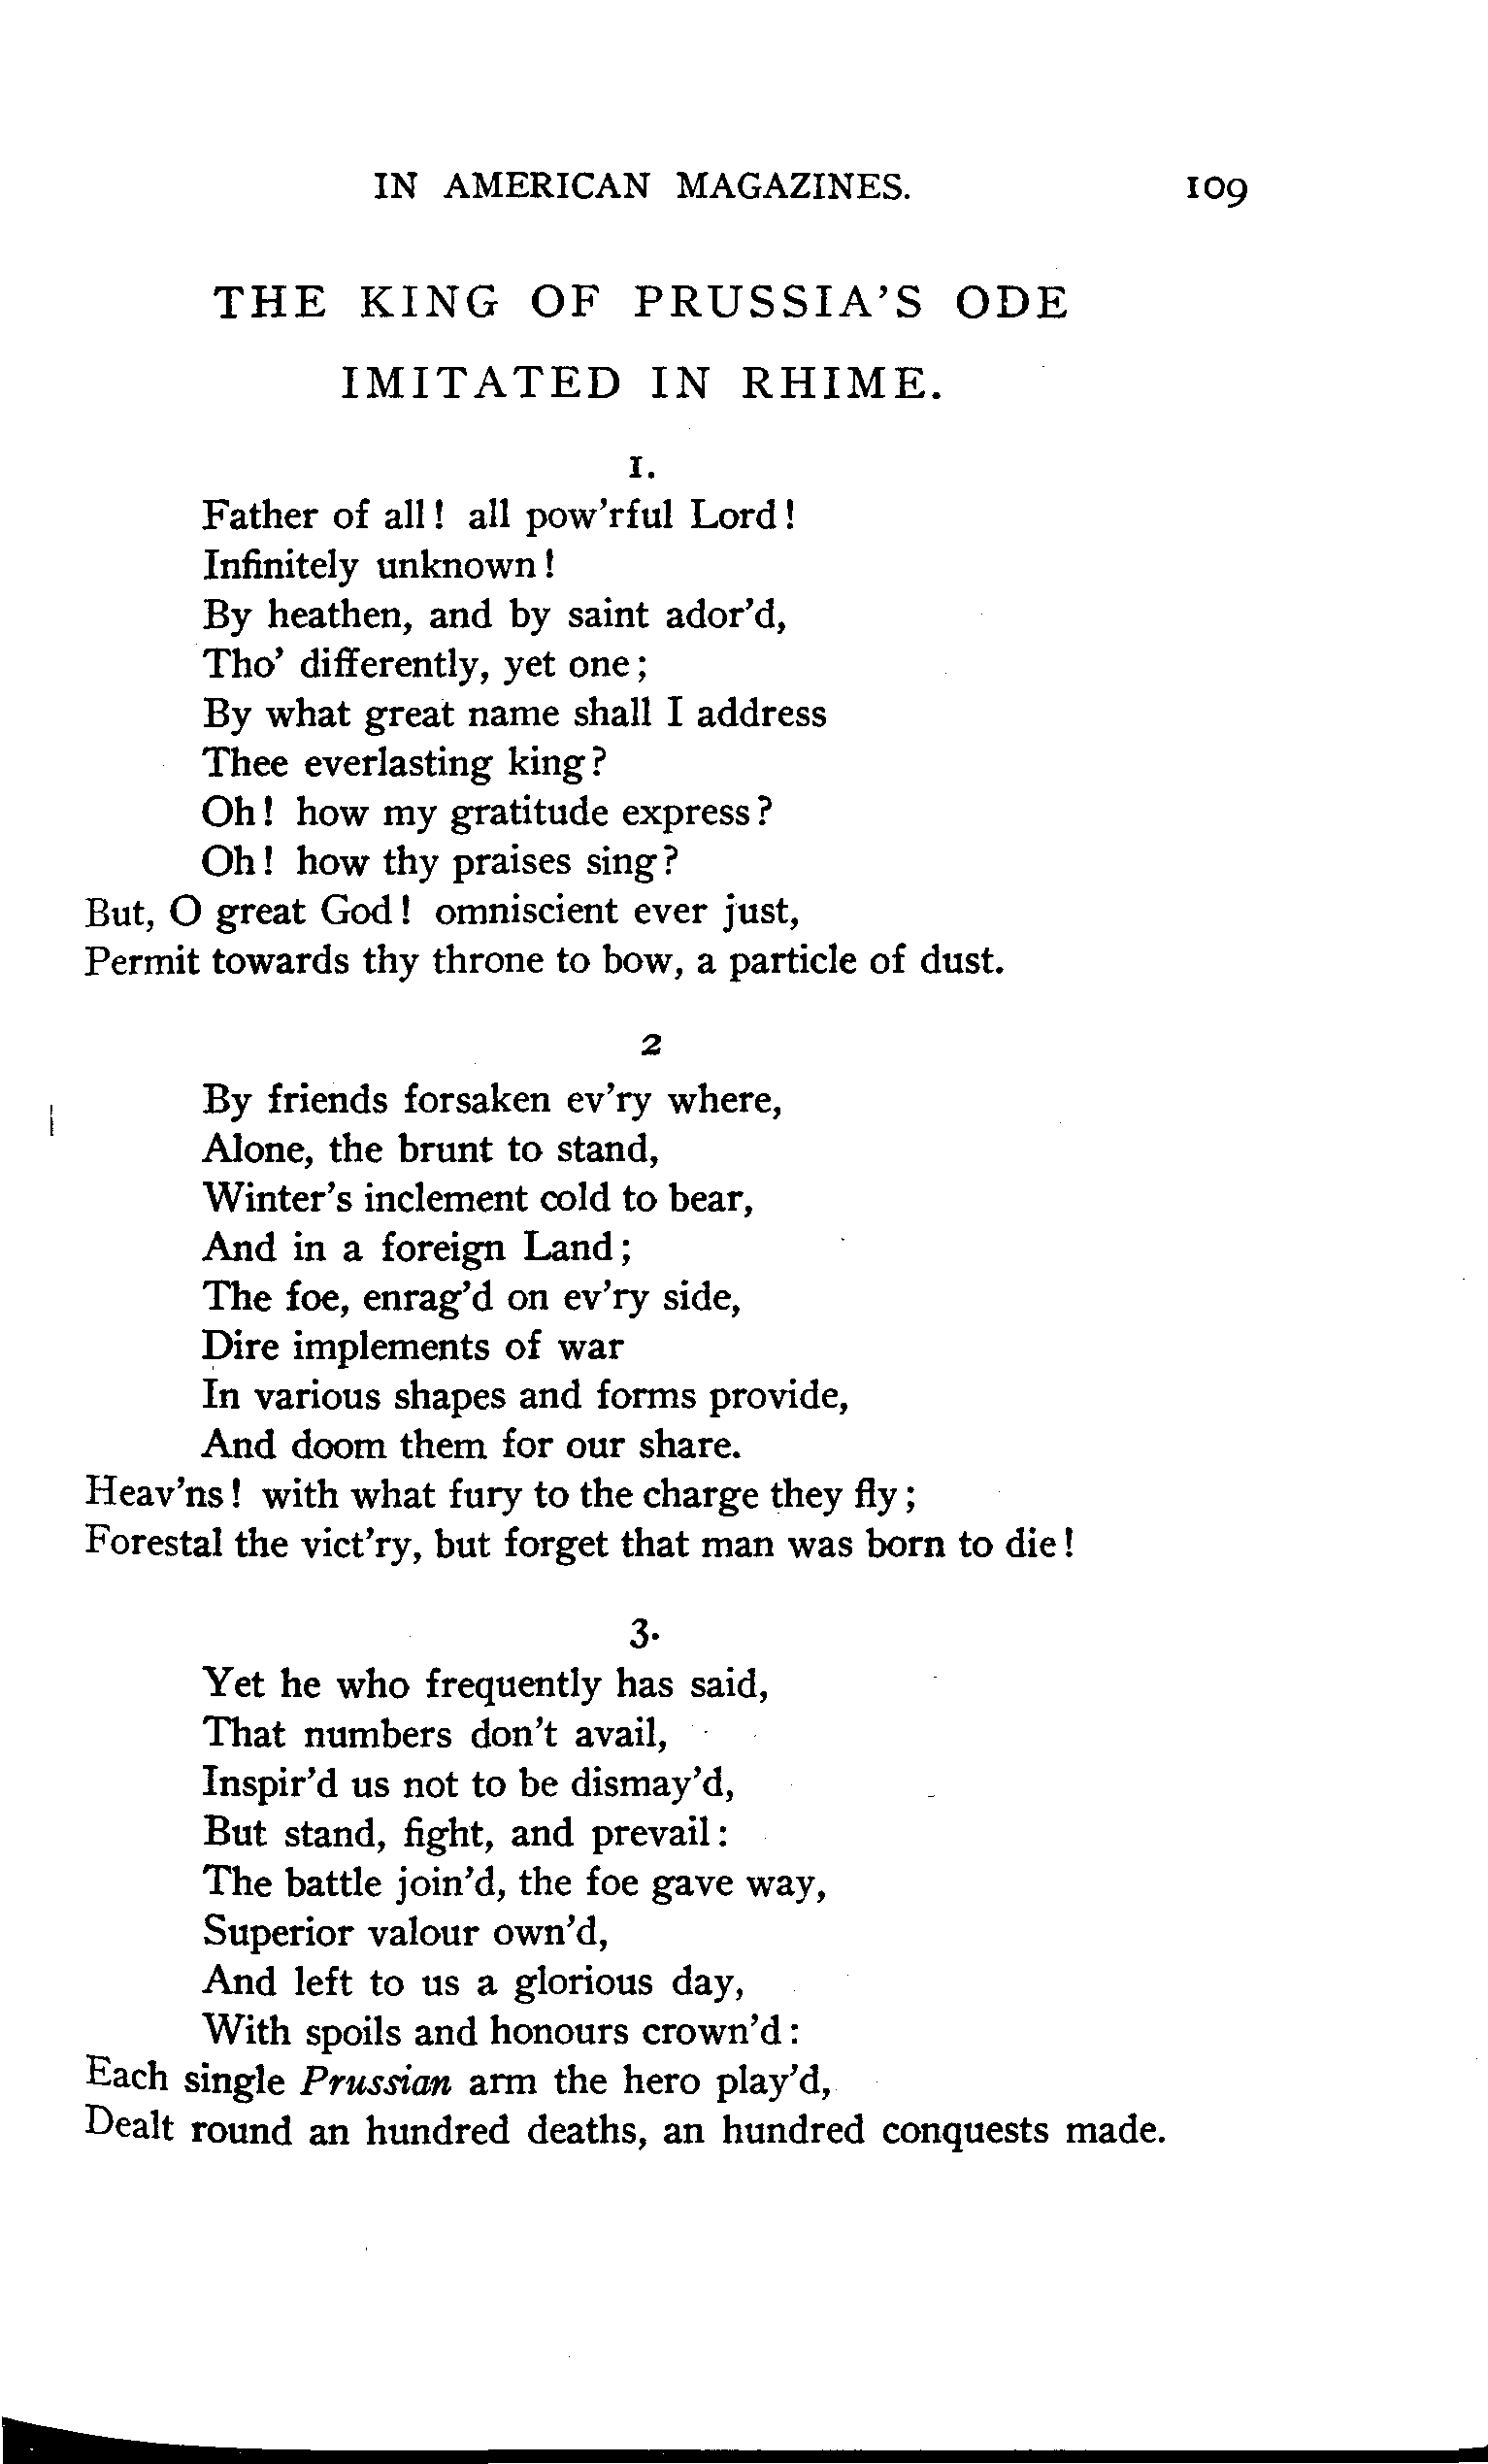 IN AMERICAN MAGAZINES. 109
THE KING OF PRUSSIA'S ODE
IMITATED IN RHIME.
1.
Father of all! all pow'rful Lord!
Infinitely unknown!
By heathen, and by saint ador'd,
Tho' differently, yet one;
By what great name shall I address
Thee everlasting king?
Oh! how my gratitude express?
Oh! how thy praises sing?
But, O great God! omniscient ever just,
Permit towards thy throne to bow, a particle of dust.
2
By friends forsaken ev'ry where,
Alone, the brunt to stand,
Winter's inclement cold to bear,
And in a foreign Land;
The foe, enrag'd on ev'ry side,
Dire implements of war
In various shapes and forms provide,
And doom them for our share.
Heav'ns! with what fury to the charge they fly;
Forestal the vict'ry, but forget that man was born to die!
3.
Yet he who frequently has said,
That numbers don't avail,
Inspir'd us not to be dismay'd,
But stand, fight, and prevail:
The battle join'd, the foe gave way,
Superior valour own'd,
And left to us a glorious day,
With spoils and honours crown'd:
Each single Prussian arm the hero play'd,
Dealt round an hundred deaths, an hundred conquests made.